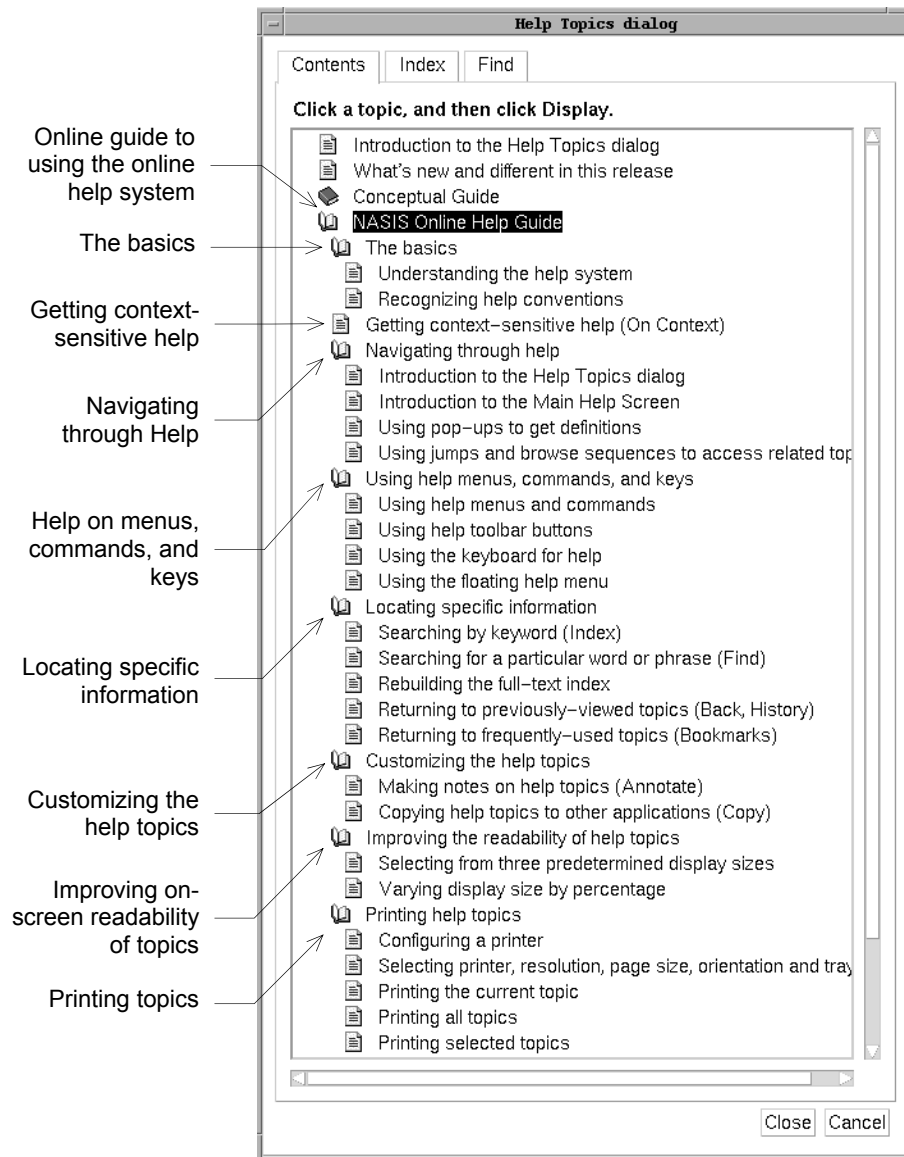 Help Topics dialog
Contents Index Find
Click a topic, and then click Display.
Online guide to
using the online
help system
The basics
Getting context-
sensitive help
Navigating
through Help
Help on menus,
commands, and
keys
Locating specific
information
Customizing the
help topics
Improving on-
screen readability
of topics
Printing topics
Introduction to the Help Topics dialog
What's new and different in this release
Conceptual Guide
NASIS Online Help Guide
The basics
Understanding the help system
Recognizing help conventions
Getting context-sensitive help (On Context)
Navigating through help
Introduction to the Help Topics dialog
Introduction to the Main Help Screen
Using pop-ups to get definitions
Using jumps and browse sequences to access related top
Using help menus, commands, and keys
Using help menus and commands
Using help toolbar buttons
Using the keyboard for help
Using the floating help menu
Locating specific information
Searching by keyword (Index)
Searching for a particular word or phrase (Find)
Rebuilding the full-text index
Returning to previously-viewed topics (Back, History)
Returning to frequently-used topics (Bookmarks)
Customizing the help topics
Making notes on help topics (Annotate)
Copying help topics to other applications (Copy)
Improving the readability of help topics
Selecting from three predetermined display sizes
Varying display size by percentage
Printing help topics
Configuring a printer
Selecting printer, resolution, page size, orientation and tray
Printing the current topic
Printing all topics
Printing selected topics
Close Cancel